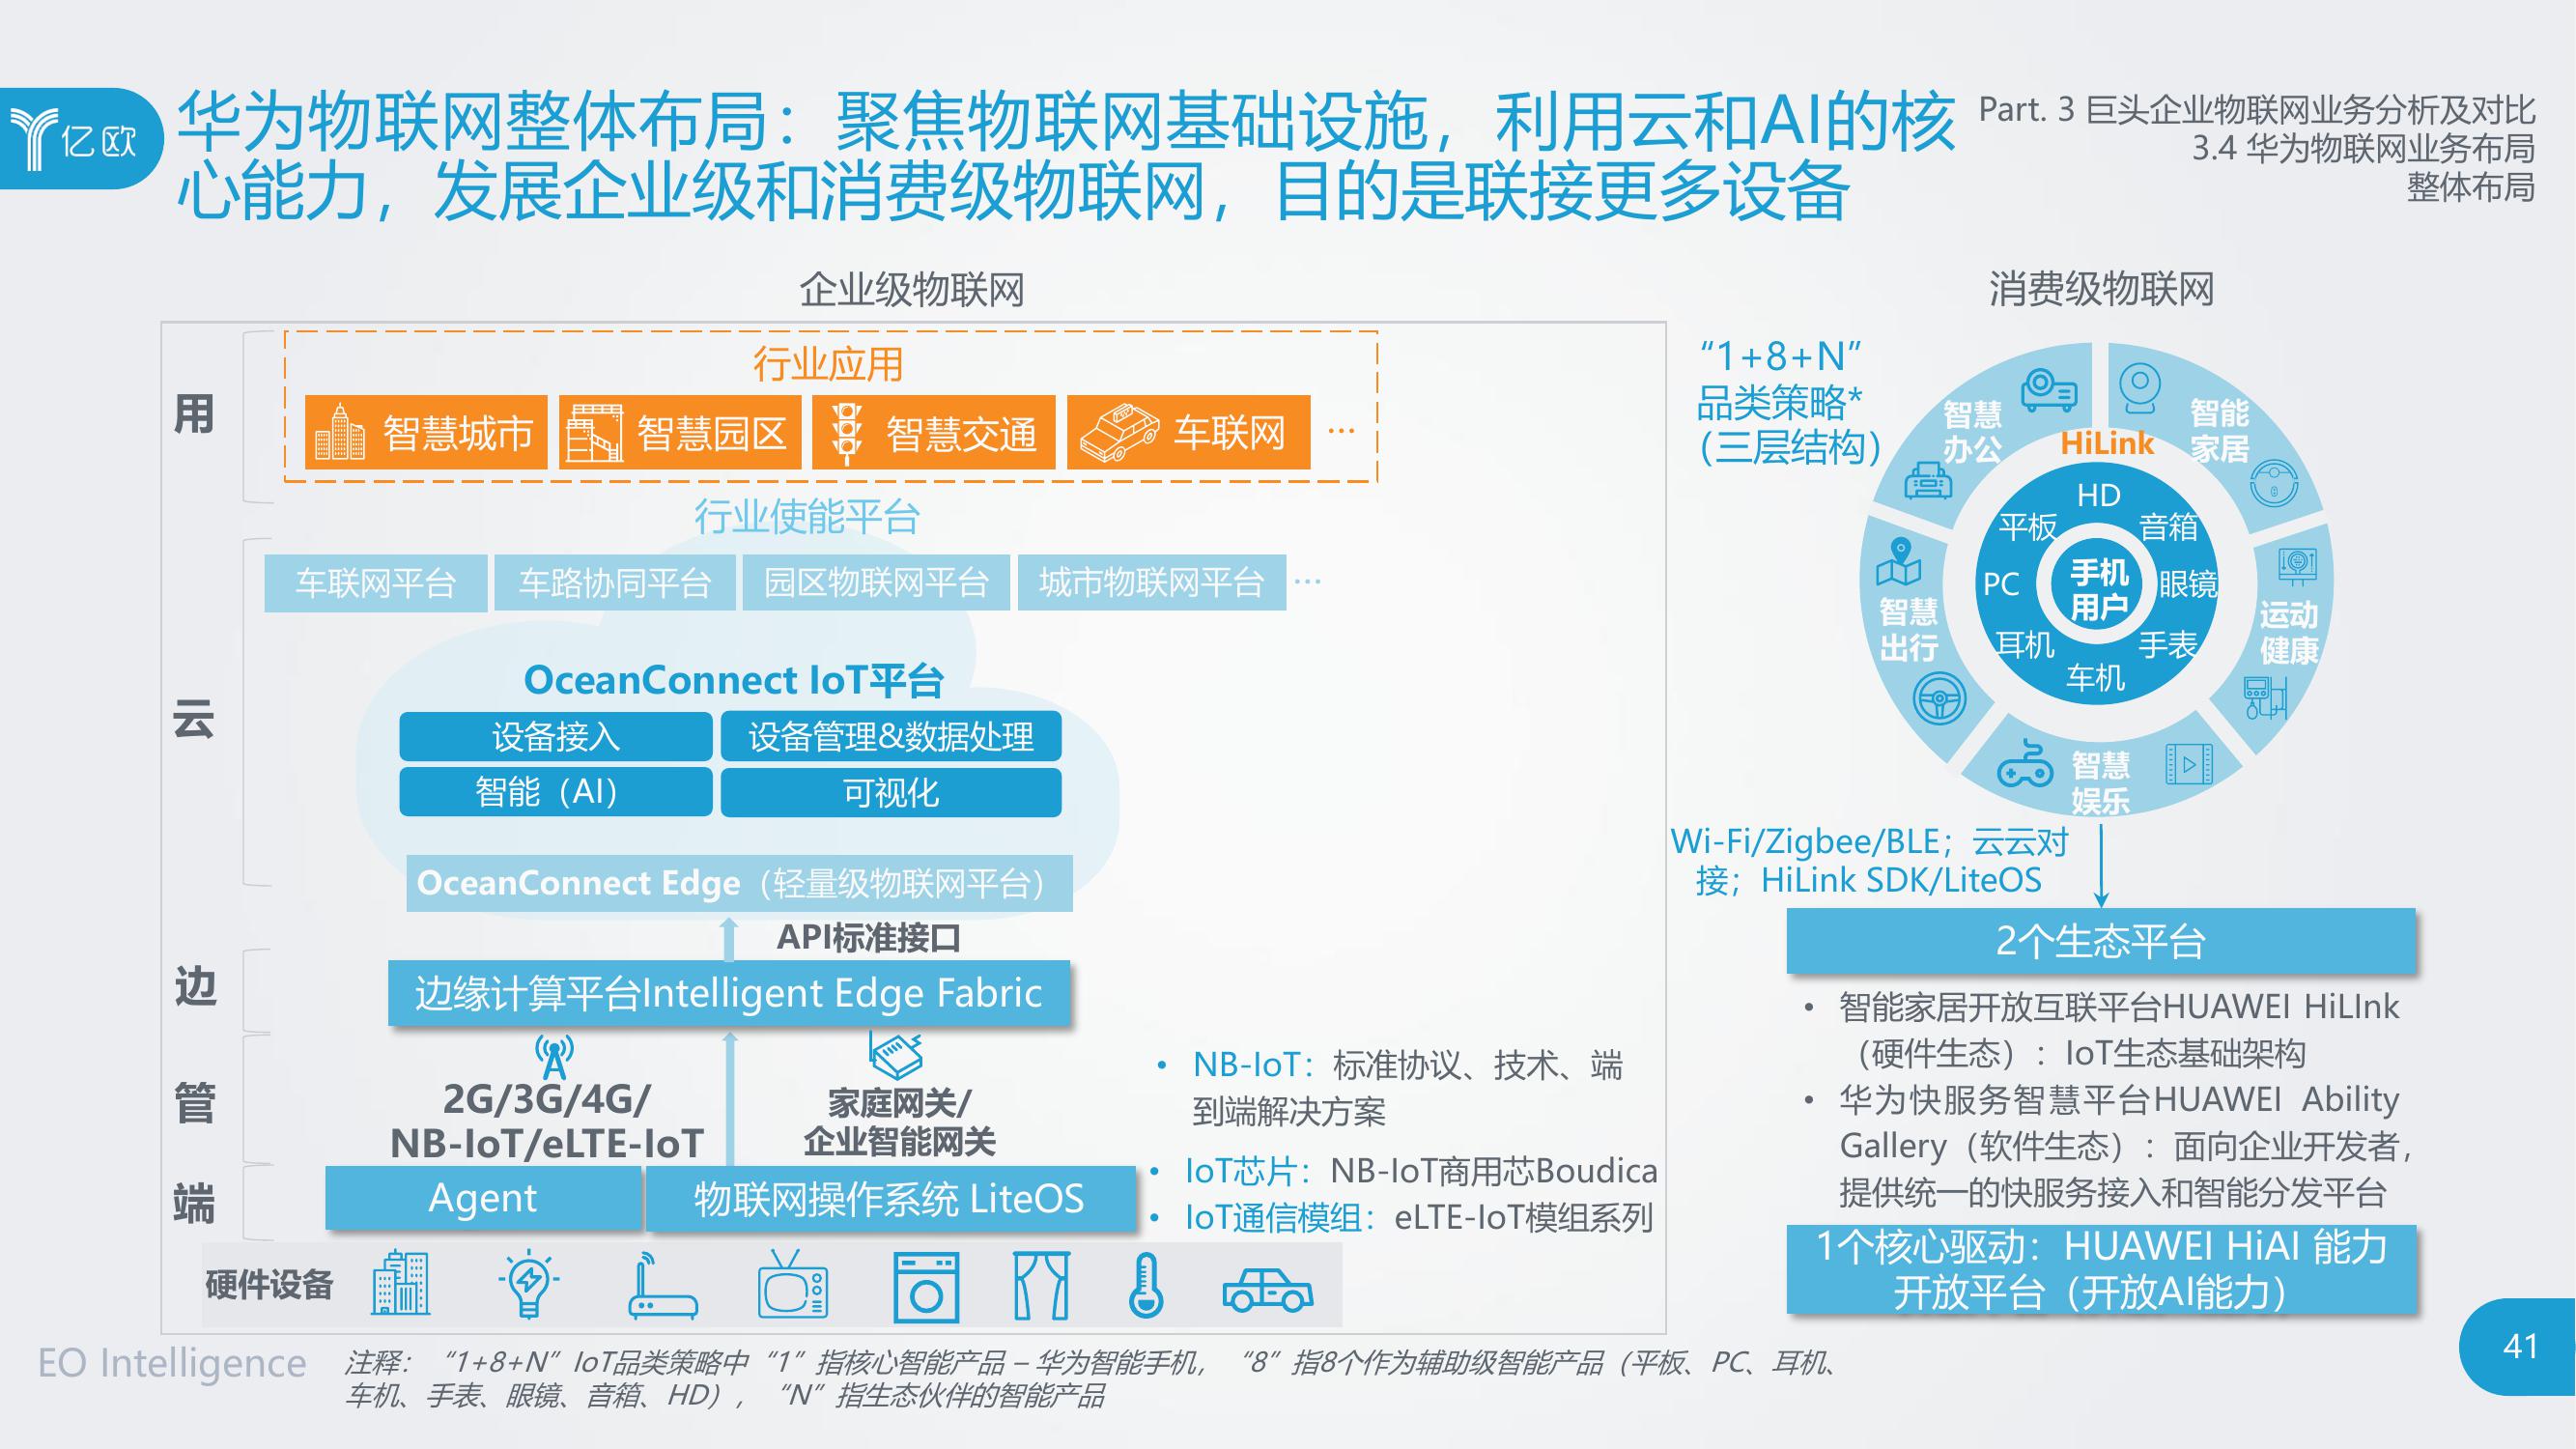 亿欧
华为物联网整体布局：聚焦物联网基础设施，利用云和AI的核
心能力，发展企业级和消费级物联网，目的是联接更多设备
Part. 3 巨头企业物联网业务分析及对比
3.4 华为物联网业务布局
整体布局
企业级物联网
用
行业应用
智慧城市
智慧园区
智慧交通
车联网
...
行业使能平台
云
车联网平台
车路协同平台
园区物联网平台
城市物联网平台
...
OceanConnect IoT平台
设备接入
设备管理&数据处理
智能（AI）
可视化
OceanConnect Edge（轻量级物联网平台）
API标准接口
边
边缘计算平台Intelligent Edge Fabric
管
2G/3G/4G/
NB-IoT/eLTE-IoT
家庭网关/
企业智能网关
• NB-IoT：标准协议、技术、端
到端解决方案
端
Agent
物联网操作系统 LiteOS
• IoT芯片：NB-IoT商用芯Boudica
• IoT通信模组：eLTE-IoT模组系列
硬件设备
消费级物联网
“1+8+N”
品类策略*
（三层结构）
智慧
办公
HiLink
智能
家居
HD
平板
音箱
PC
手机
用户
眼镜
耳机
手表
车机
智慧
出行
运动
健康
智慧
娱乐
Wi-Fi/Zigbee/BLE；云云对
接；HiLink SDK/LiteOS
2个生态平台
• 智能家居开放互联平台HUAWEI HiLInk
（硬件生态）：IoT生态基础架构
• 华为快服务智慧平台HUAWEI Ability
Gallery（软件生态）：面向企业开发者，
提供统一的快服务接入和智能分发平台
1个核心驱动：HUAWEI HiAI 能力
开放平台（开放AI能力）
EO Intelligence
注释：“1+8+N”IoT品类策略中“1”指核心智能产品 – 华为智能手机，“8”指8个作为辅助级智能产品（平板、PC、耳机、
车机、手表、眼镜、音箱、HD），“N”指生态伙伴的智能产品
41